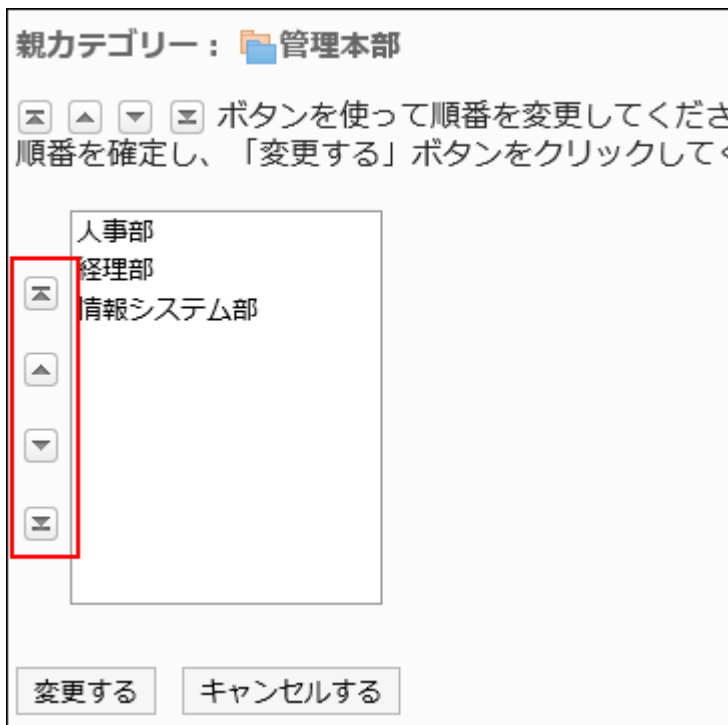 親カテゴリー： 管理本部
ボタンを使って順番を変更してくださ
順番を確定し、「変更する」ボタンをクリックして
人事部
経理部
情報システム部
変更する
キャンセルする